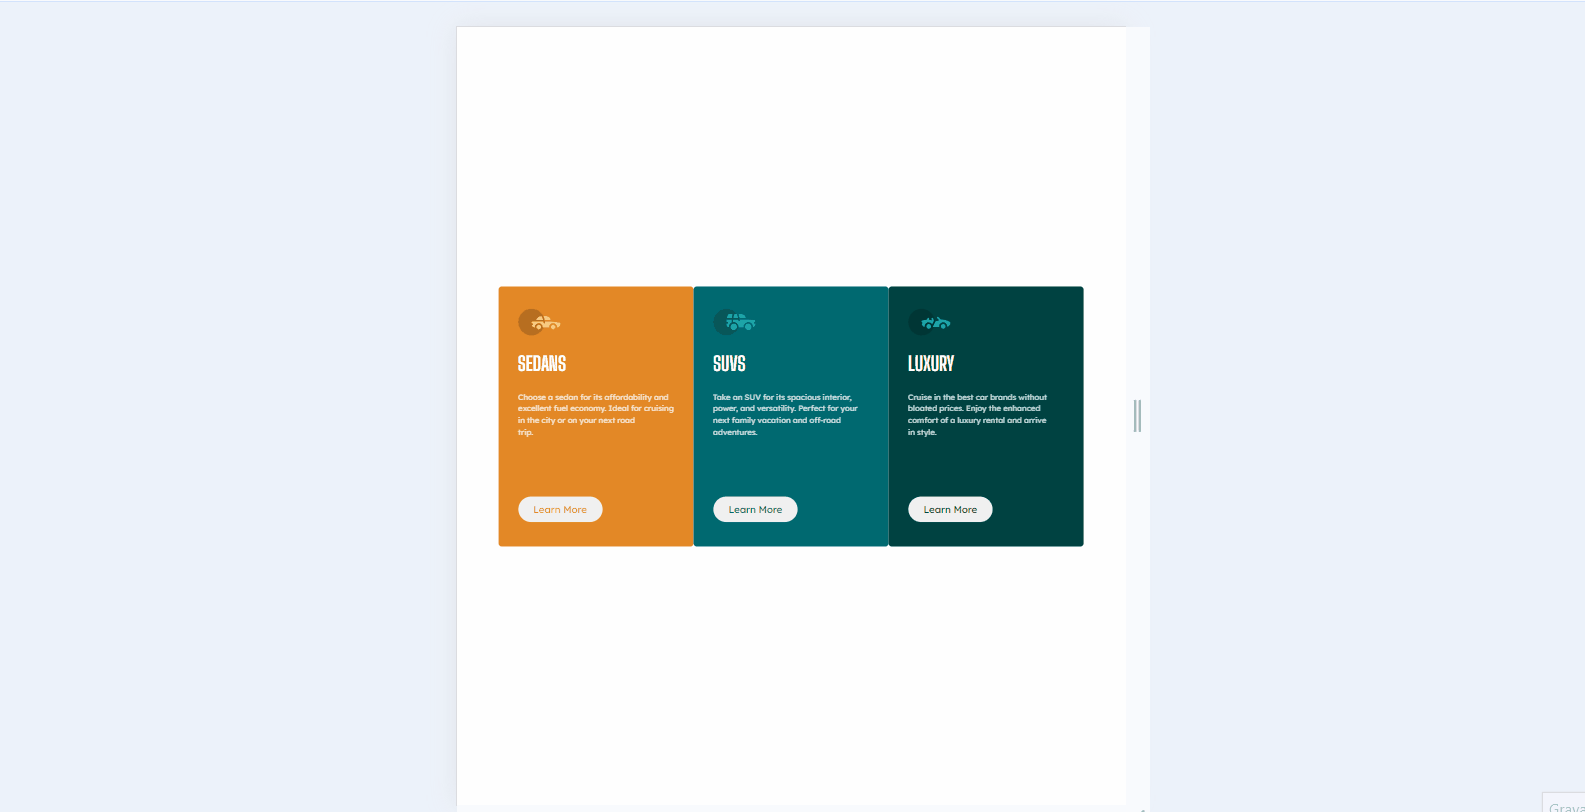 SEDANS
Choose a sedan for its affordability and
excellent fuel economy. Ideal for cruising
in the city or on your next road
trip.
Learn More
SUVS
Take an SUV for its spacious interior,
power, and versatility. Perfect for your
next family vacation and off-road
adventures.
Learn More
LUXURY
Cruise in the best car brands without
bloated prices. Enjoy the enhanced
comfort of a luxury rental and arrive
in style.
Learn More